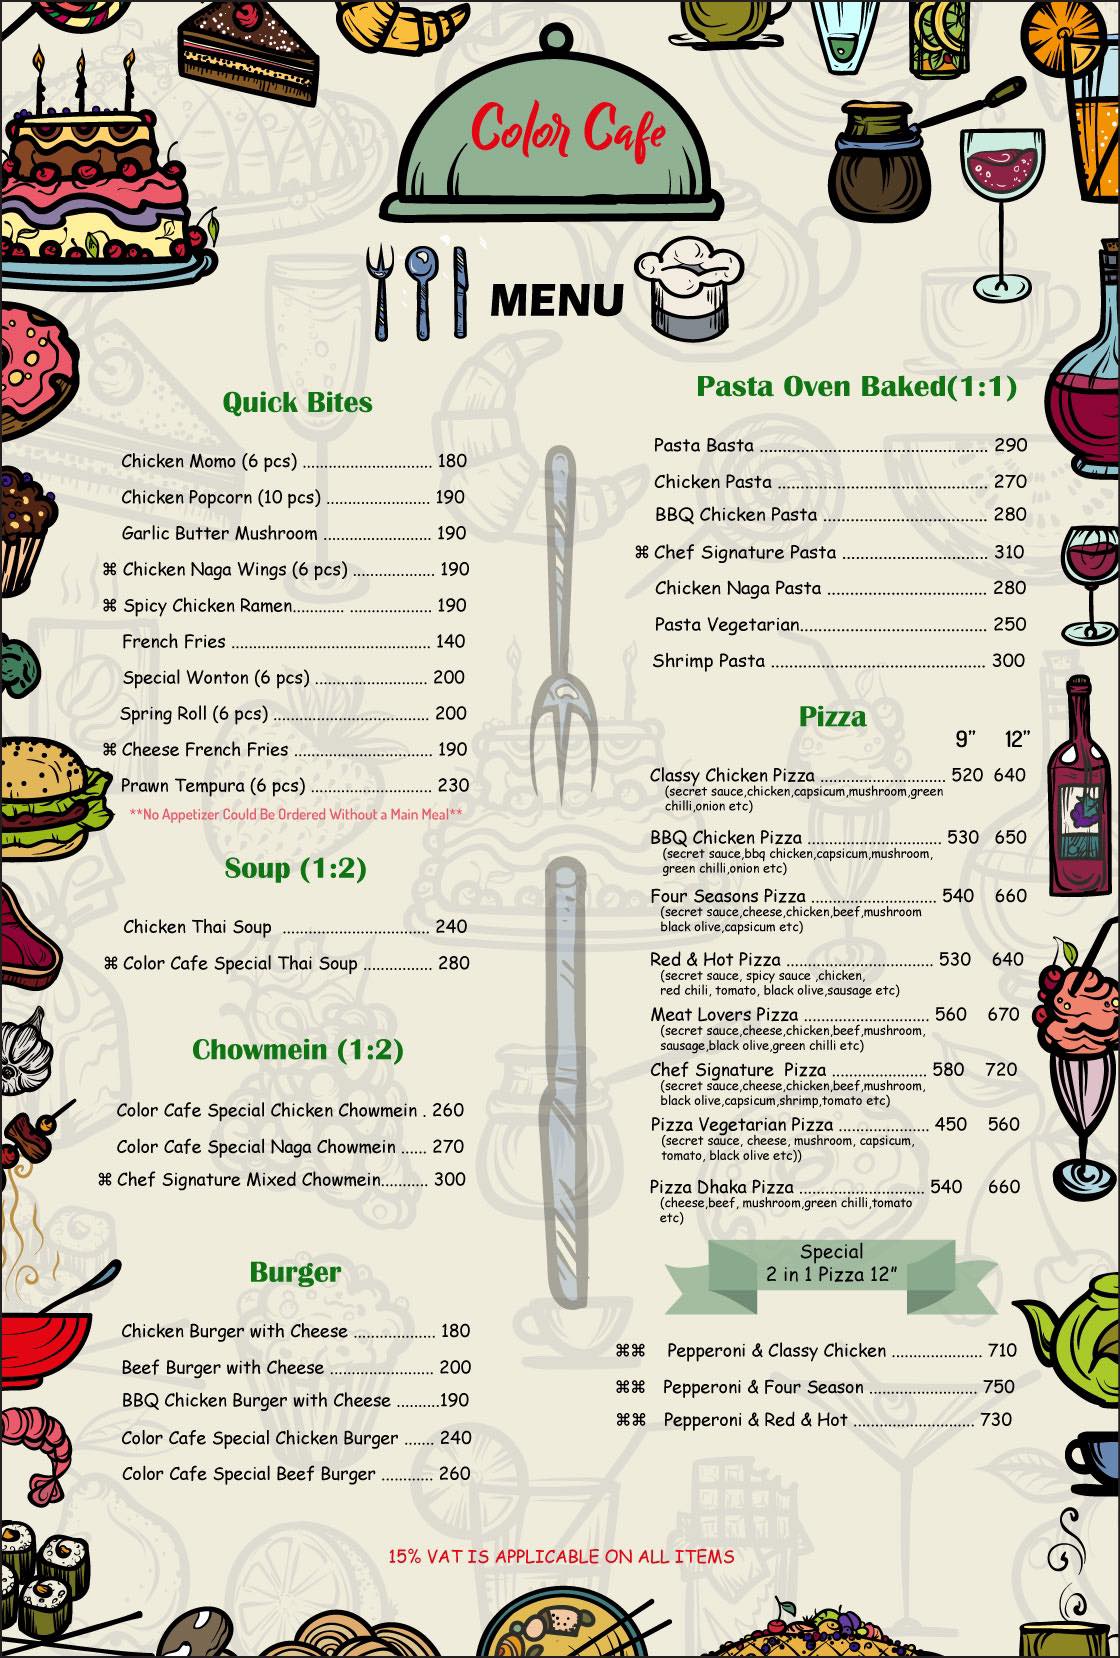 Color Cafe
MENU
Quick Bites
Chicken Momo (6 pcs) ......................... 180
Chicken Popcorn (10 pcs) .................... 190
Garlic Butter Mushroom ..................... 190
⌘ Chicken Naga Wings (6 pcs) ................ 190
⌘ Spicy Chicken Ramen.......... ................ 190
French Fries ....................................... 140
Special Wonton (6 pcs) ...................... 200
Spring Roll (6 pcs) .............................. 200
⌘ Cheese French Fries ........................... 190
Prawn Tempura (6 pcs) ........................ 230
**No Appetizer Could Be Ordered Without a Main Meal**
Soup (1:2)
Chicken Thai Soup ............................ 240
⌘ Color Cafe Special Thai Soup ............. 280
Chowmein (1:2)
Color Cafe Special Chicken Chowmein . 260
Color Cafe Special Naga Chowmein ..... 270
⌘ Chef Signature Mixed Chowmein.......... 300
Burger
Chicken Burger with Cheese ................ 180
Beef Burger with Cheese ..................... 200
BBQ Chicken Burger with Cheese .........190
Color Cafe Special Chicken Burger ...... 240
Color Cafe Special Beef Burger ........... 260
Pasta Oven Baked(1:1)
Pasta Basta ............................................ 290
Chicken Pasta ........................................ 270
BBQ Chicken Pasta ................................ 280
⌘ Chef Signature Pasta ............................ 310
Chicken Naga Pasta ............................... 280
Pasta Vegetarian.................................... 250
Shrimp Pasta ......................................... 300
Pizza
9” 12”
Classy Chicken Pizza ........................ 520 640
(secret sauce,chicken,capsicum,mushroom,green
chilli,onion etc)
BBQ Chicken Pizza .......................... 530 650
(secret sauce,bbq chicken,capsicum,mushroom,
green chilli,onion etc)
Four Seasons Pizza ......................... 540 660
(secret sauce,cheese,chicken,beef,mushroom
black olive,capsicum etc)
Red & Hot Pizza ............................ 530 640
(secret sauce, spicy sauce ,chicken,
red chili, tomato, black olive,sausage etc)
Meat Lovers Pizza ........................ 560 670
(secret sauce,cheese,chicken,beef,mushroom,
sausage,black olive,green chilli etc)
Chef Signature Pizza .................. 580 720
(secret sauce,cheese,chicken,beef,mushroom,
black olive,capsicum,shrimp,tomato etc)
Pizza Vegetarian Pizza ................. 450 560
(secret sauce, cheese, mushroom, capsicum,
tomato, black olive etc))
Pizza Dhaka Pizza ........................ 540 660
(cheese,beef, mushroom,green chilli,tomato
etc)
Special
2 in 1 Pizza 12”
⌘⌘ Pepperoni & Classy Chicken ...................... 710
⌘⌘ Pepperoni & Four Season ..................... 750
⌘⌘ Pepperoni & Red & Hot ........................ 730
15% VAT IS APPLICABLE ON ALL ITEMS